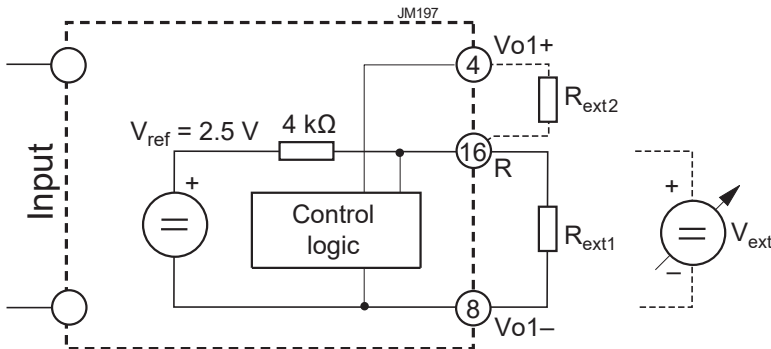 JM197
Vo1+
4
Rext2
Vref = 2.5 V
4 kΩ
16
R
Input
+
Control
logic
Rext1
+
Vext
–
8
Vo1–